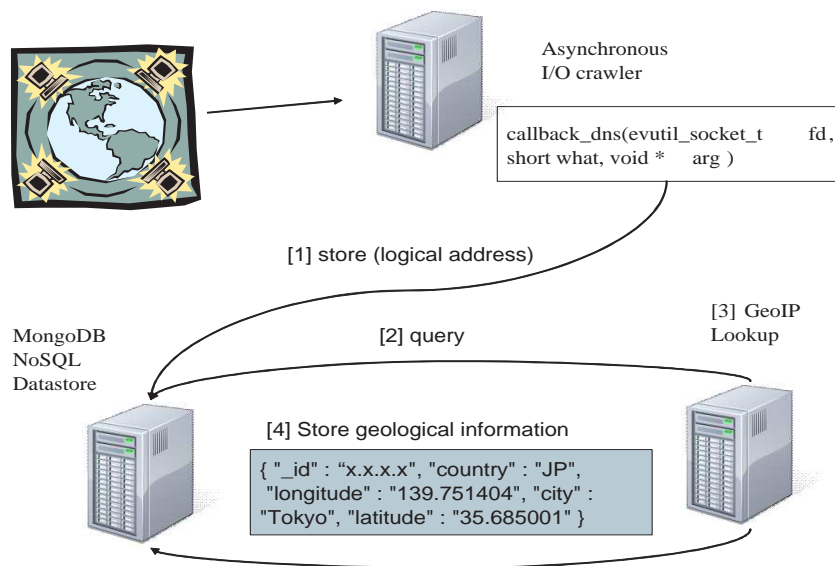 Asynchronous
I/O crawler
callback_dns(evutil_socket_t fd,
short what, void * arg )
[1] store (logical address)
[2] query
[3] GeoIP
Lookup
MongoDB
NoSQL
Datastore
[4] Store geological information
{ "_id" : “x.x.x.x", "country" : "JP",
"longitude" : "139.751404", "city" :
"Tokyo", "latitude" : "35.685001" }